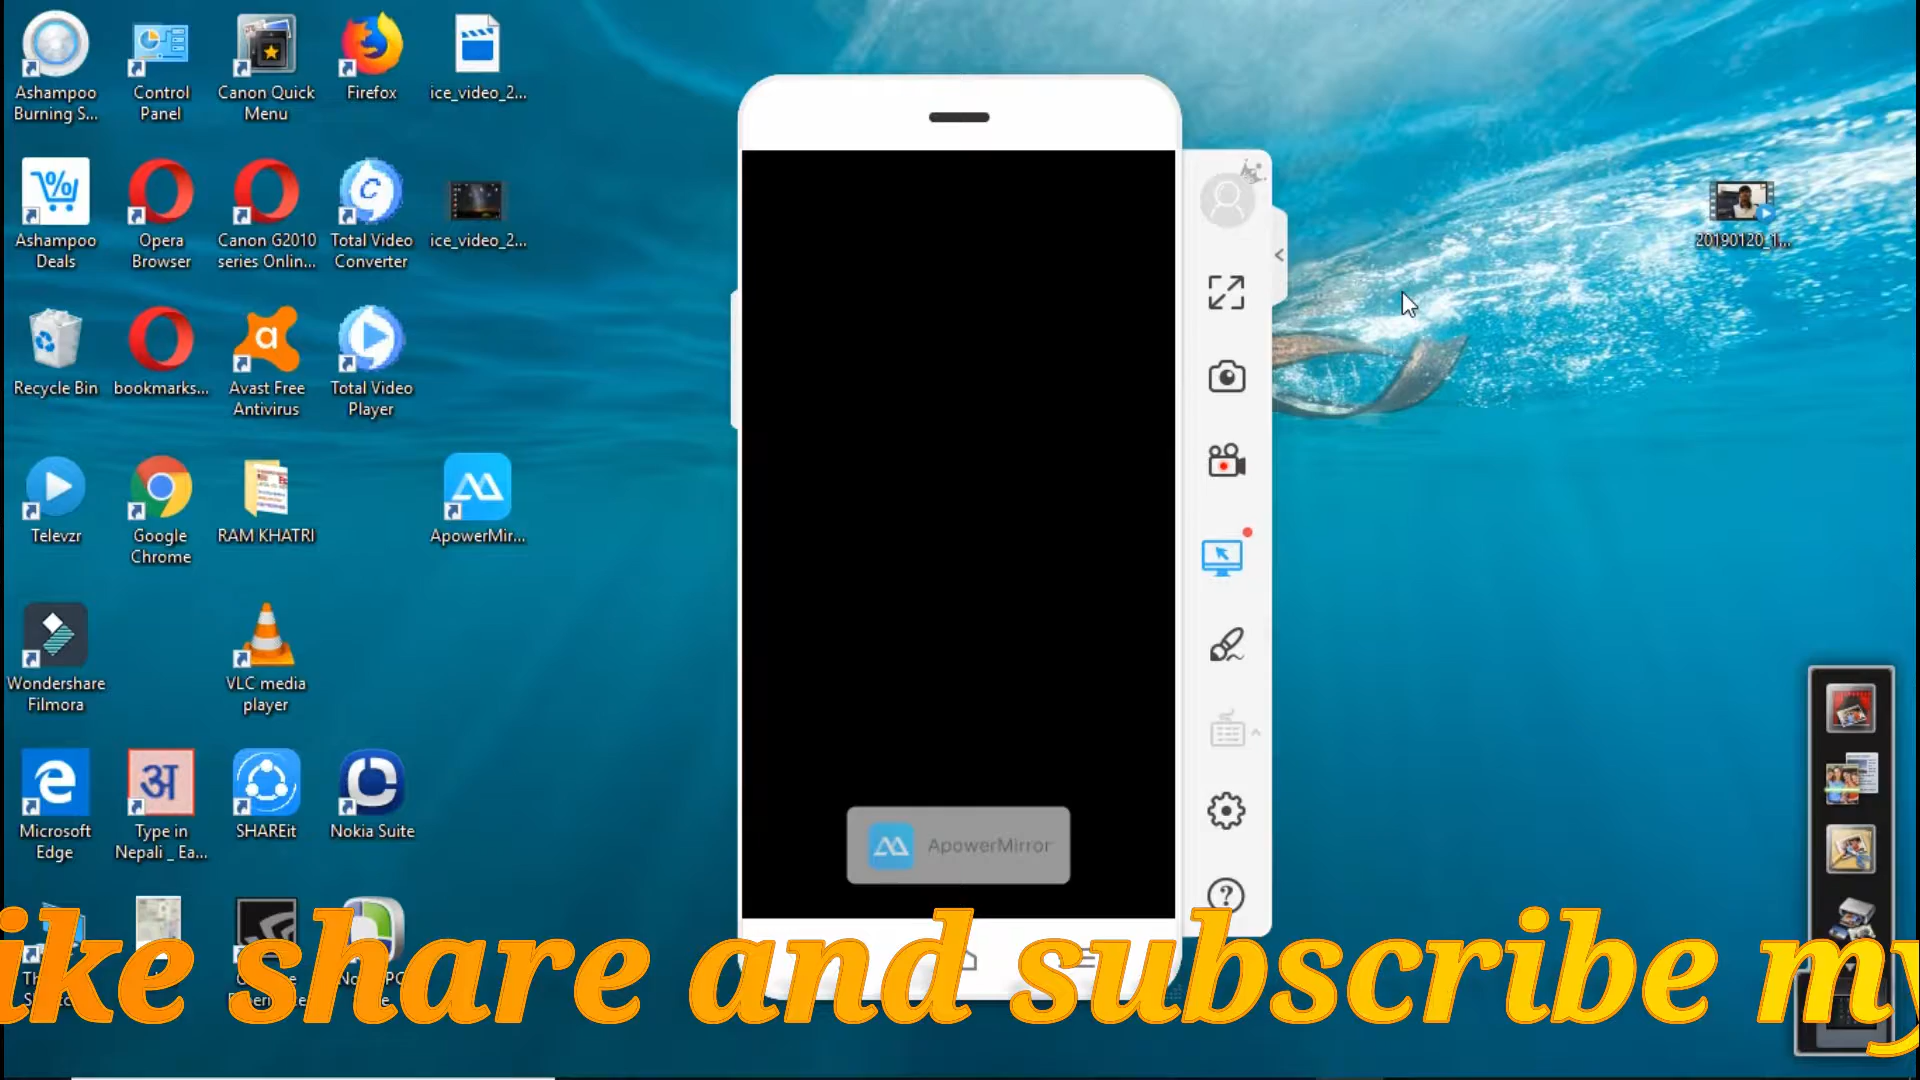 Ashampoo
Burning S...
Control
Panel
Canon Quick
Menu
Firefox
ice_video_2...
Ashampoo
Deals
Opera
Browser
Canon G2010
series Onlin...
Total Video
Converter
ice_video_2...
20190120_1...
Recycle Bin
bookmarks...
Avast Free
Antivirus
Total Video
Player
Televzr
Google
Chrome
RAM KHATRI
ApowerMir...
Wondershare
Filmora
VLC media
player
Microsoft
Edge
अ
Type in
Nepali _ Ea...
SHAREit
Nokia Suite
ApowerMirror
ike share and subscribe my